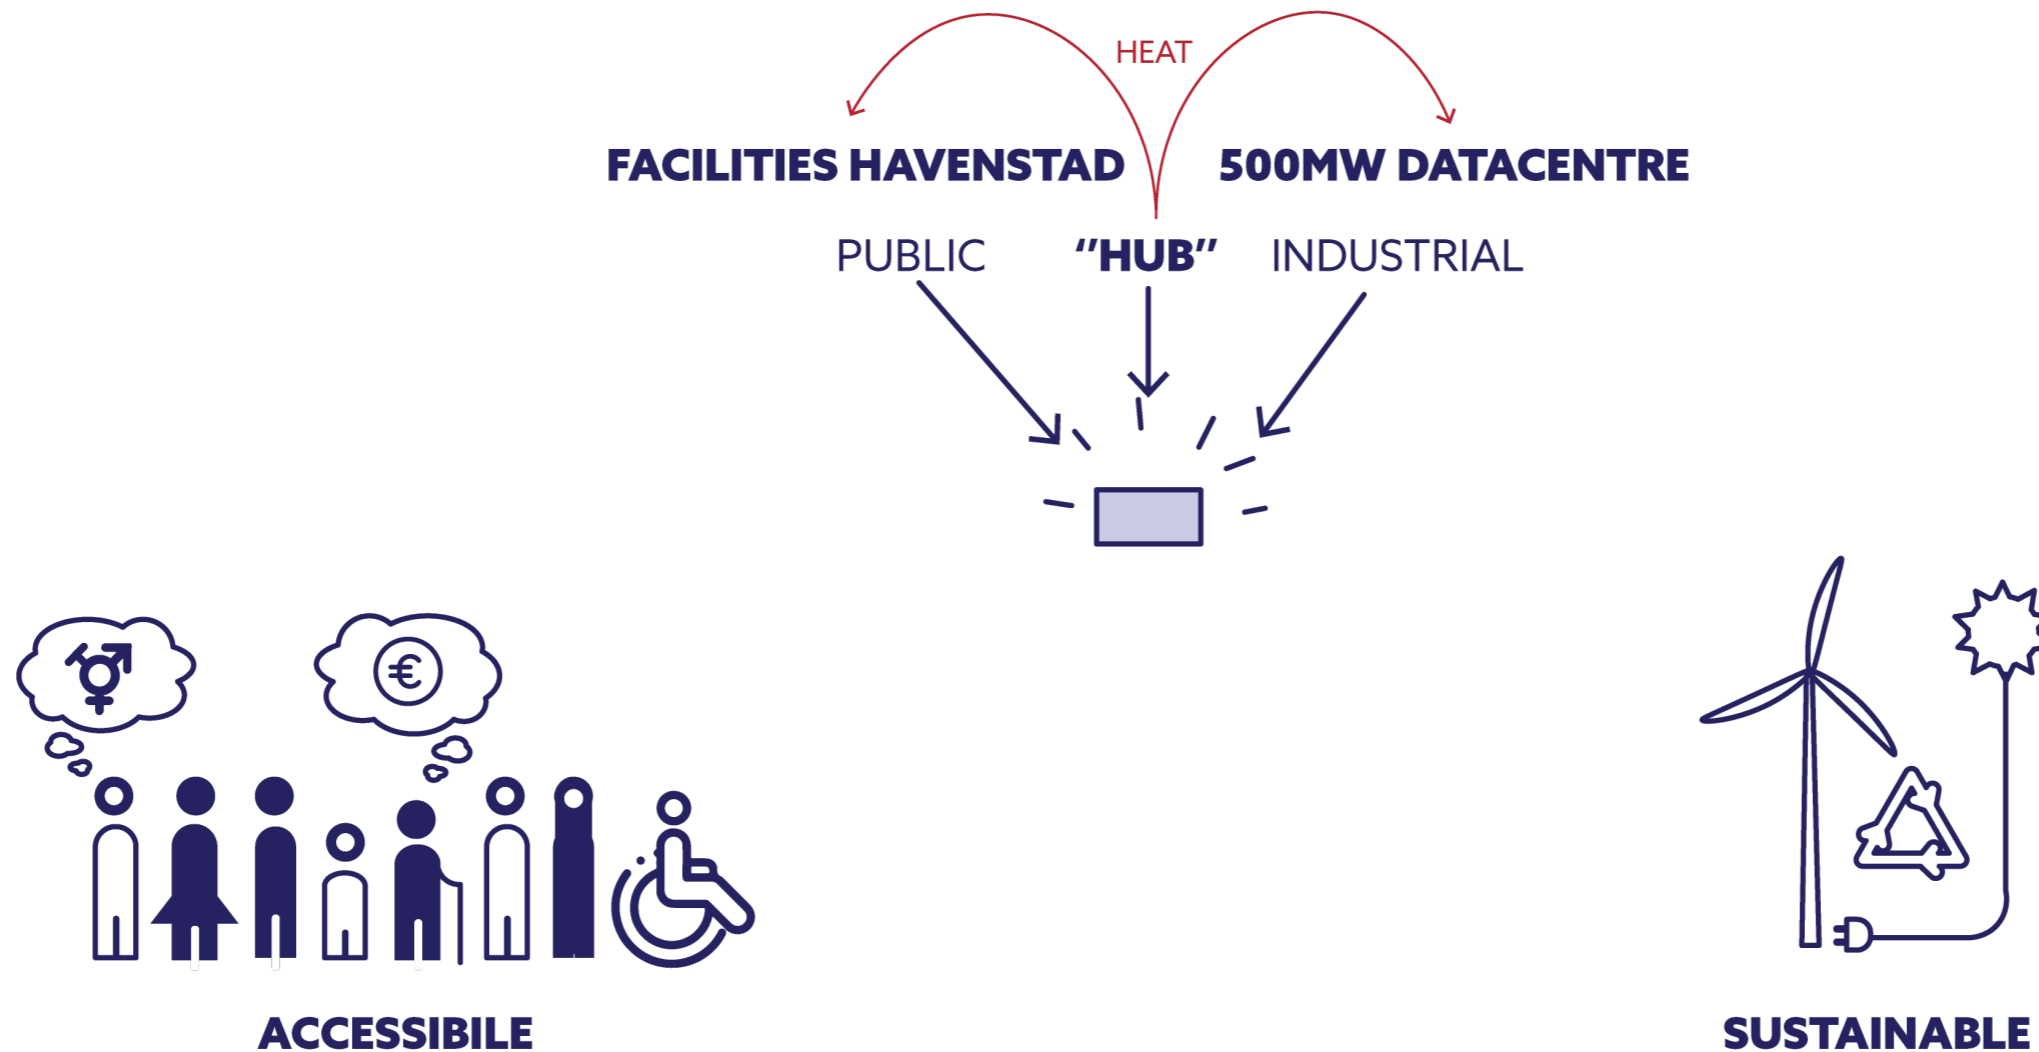 HEAT
FACILITIES HAVENSTAD
500MW DATACENTRE
PUBLIC
"HUB"
INDUSTRIAL
€
ACCESSIBILE
SUSTAINABLE